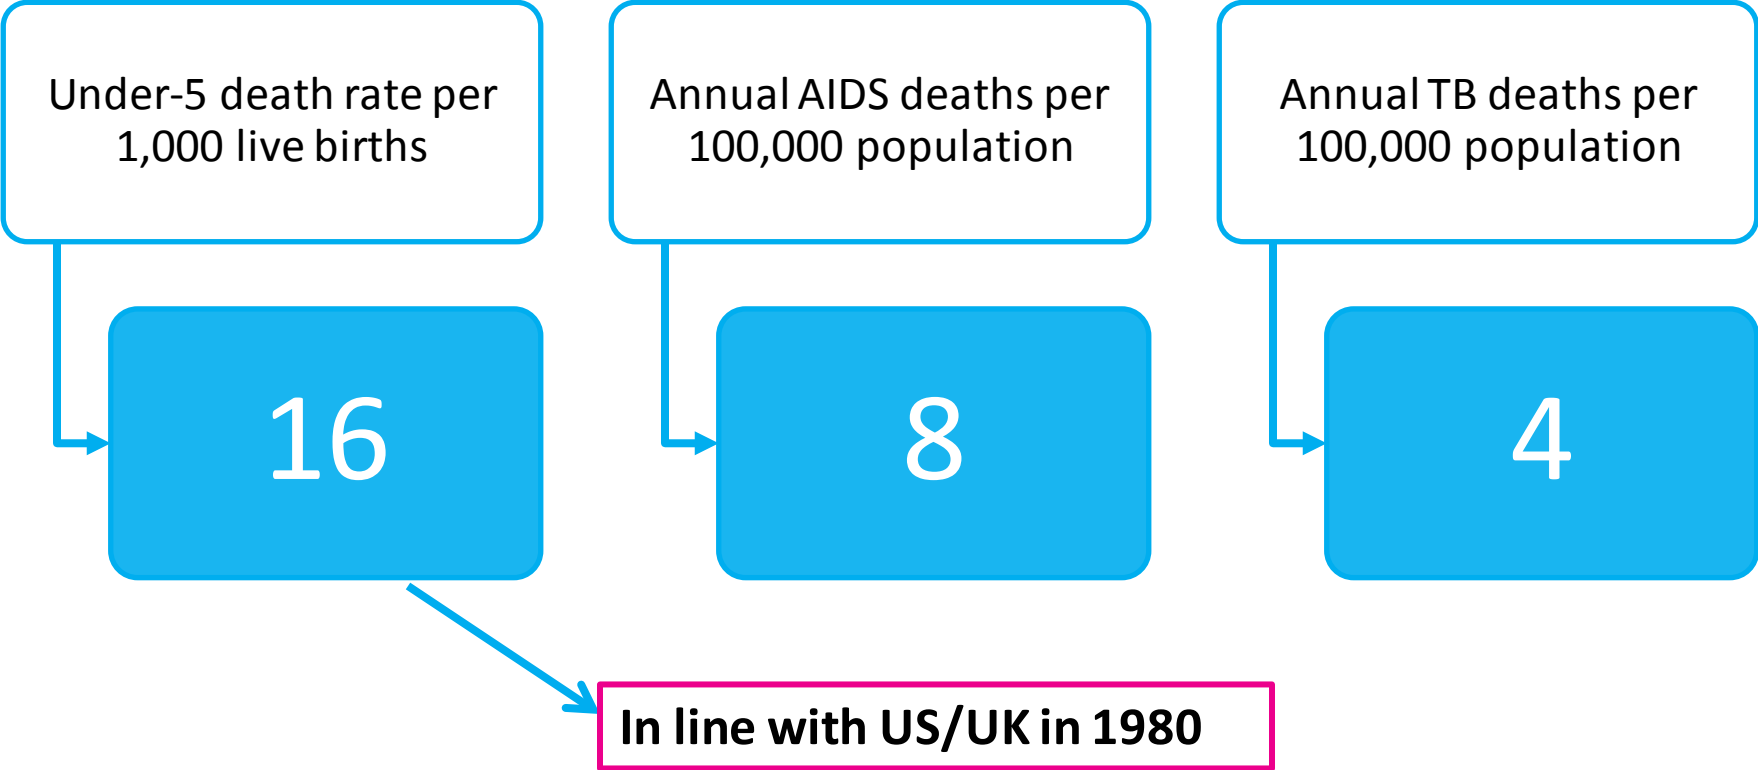 Under-5 death rate per
1,000 live births
Annual AIDS deaths per
100,000 population
Annual TB deaths per
100,000 population
16
8
4
In line with US/UK in 1980